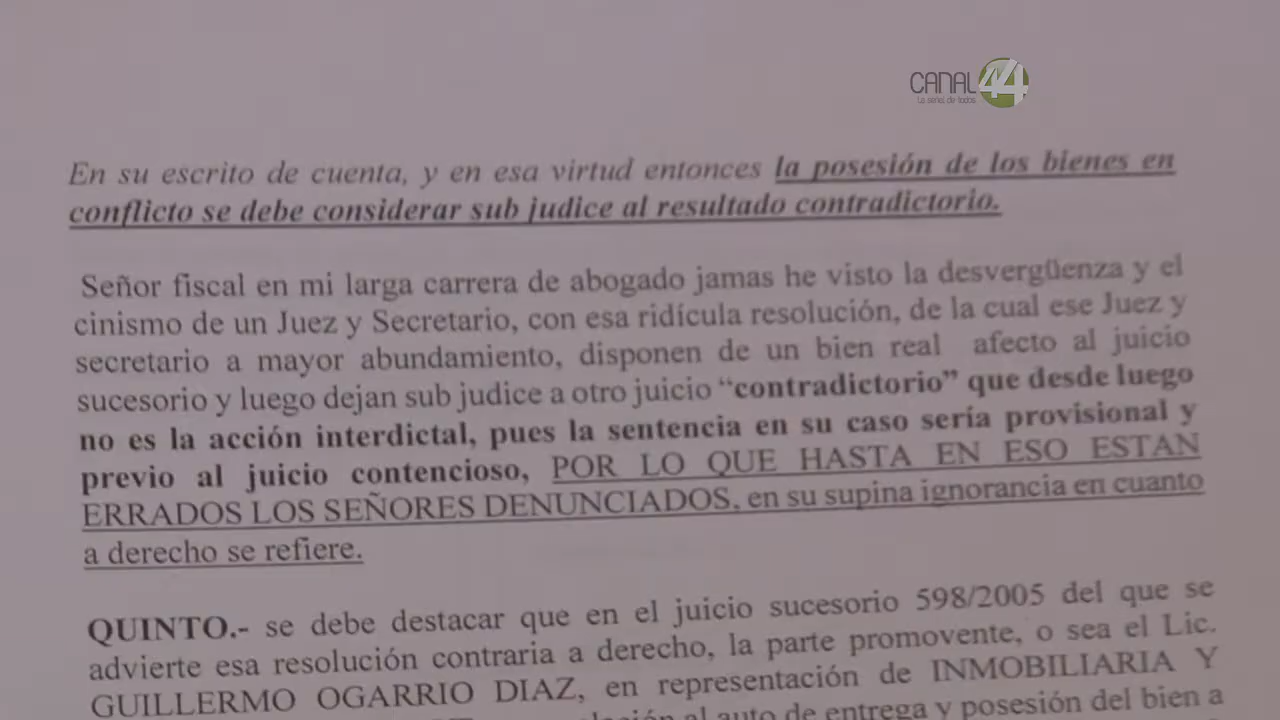 CANAL 44
La señal de todos
En su escrito de cuenta, y en esa virtud entonces la posesión de los bienes en
conflicto se debe considerar sub judice al resultado contradictorio.
Señor fiscal en mi larga carrera de abogado jamas he visto la desvergüenza y el
cinismo de un Juez y Secretario, con esa ridícula resolución, de la cual ese Juez y
secretario a mayor abundamiento, disponen de un bien real afecto al juicio
sucesorio y luego dejan sub judice a otro juicio “contradictorio” que desde luego
no es la acción interdictal, pues la sentencia en su caso sería provisional y
previo al juicio contencioso, POR LO QUE HASTA EN ESO ESTAN
ERRADOS LOS SEÑORES DENUNCIADOS, en su supina ignorancia en cuanto
a derecho se refiere.
QUINTO.- se debe destacar que en el juicio sucesorio 598/2005 del que se
advierte esa resolución contraria a derecho, la parte promovente, o sea el Lic.
GUILLERMO OGARRIO DIAZ, en representación de INMOBILIARIA Y
al auto de entrega y posesión del bien a